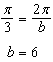 π/3 = 2π/b
b = 6